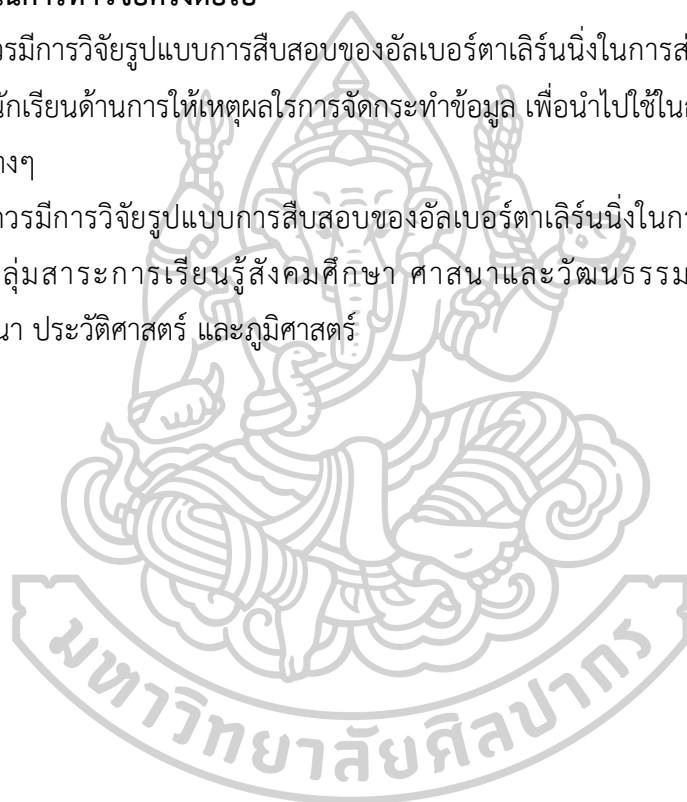 ควรมีการวิจัยรูปแบบการสืบสอบของอัลเบอร์ตาเลิร์นนิ่งในการส่
นักเรียนด้านการให้เหตุผลไรการจัดกระทำข้อมูล เพื่อนำไปใช้ใน
างๆ
ควรมีการวิจัยรูปแบบการสืบสอบของอัลเบอร์ตาเลิร์นนิ่งในกา
ลุ่มสาระการเรียนรู้สังคมศึกษา ศาสนาและวัฒนธรรม
นา ประวัติศาสตร์ และภูมิศาสตร์
มหาวิทยาลัยศิลปากร